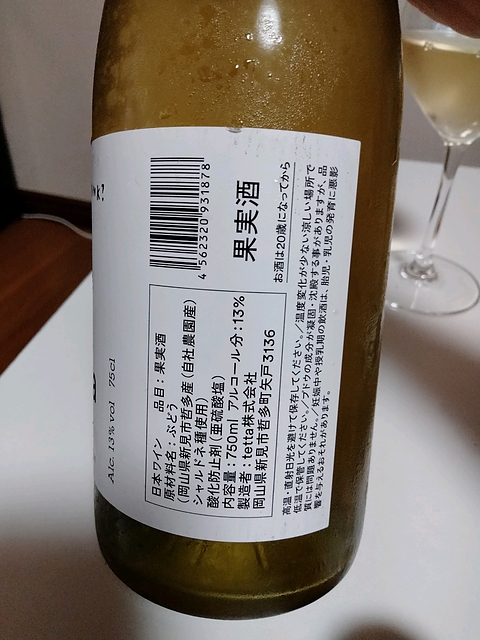 Alc. 13% vol 75cl
4 562320 931878
果実酒
お酒は20歳になってから
日本ワイン 品目：果実酒
原材料名：ぶどう
(岡山県新見市哲多産(自社農園産)
シャルドネ種使用)
酸化防止剤(亜硫酸塩)
内容量：750ml アルコール分：13%
製造者：tetta株式会社
岡山県新見市哲多町矢戸3136
高温・直射日光を避けて保存してください。／温度変化が少ない涼しい場所で
低温で保管してください。／ブドウの成分が凝固・沈殿する事がありますが、品
質には問題ありません。／妊娠中や授乳期の飲酒は、胎児・乳児の発育に悪影
響を与えるおそれがあります。